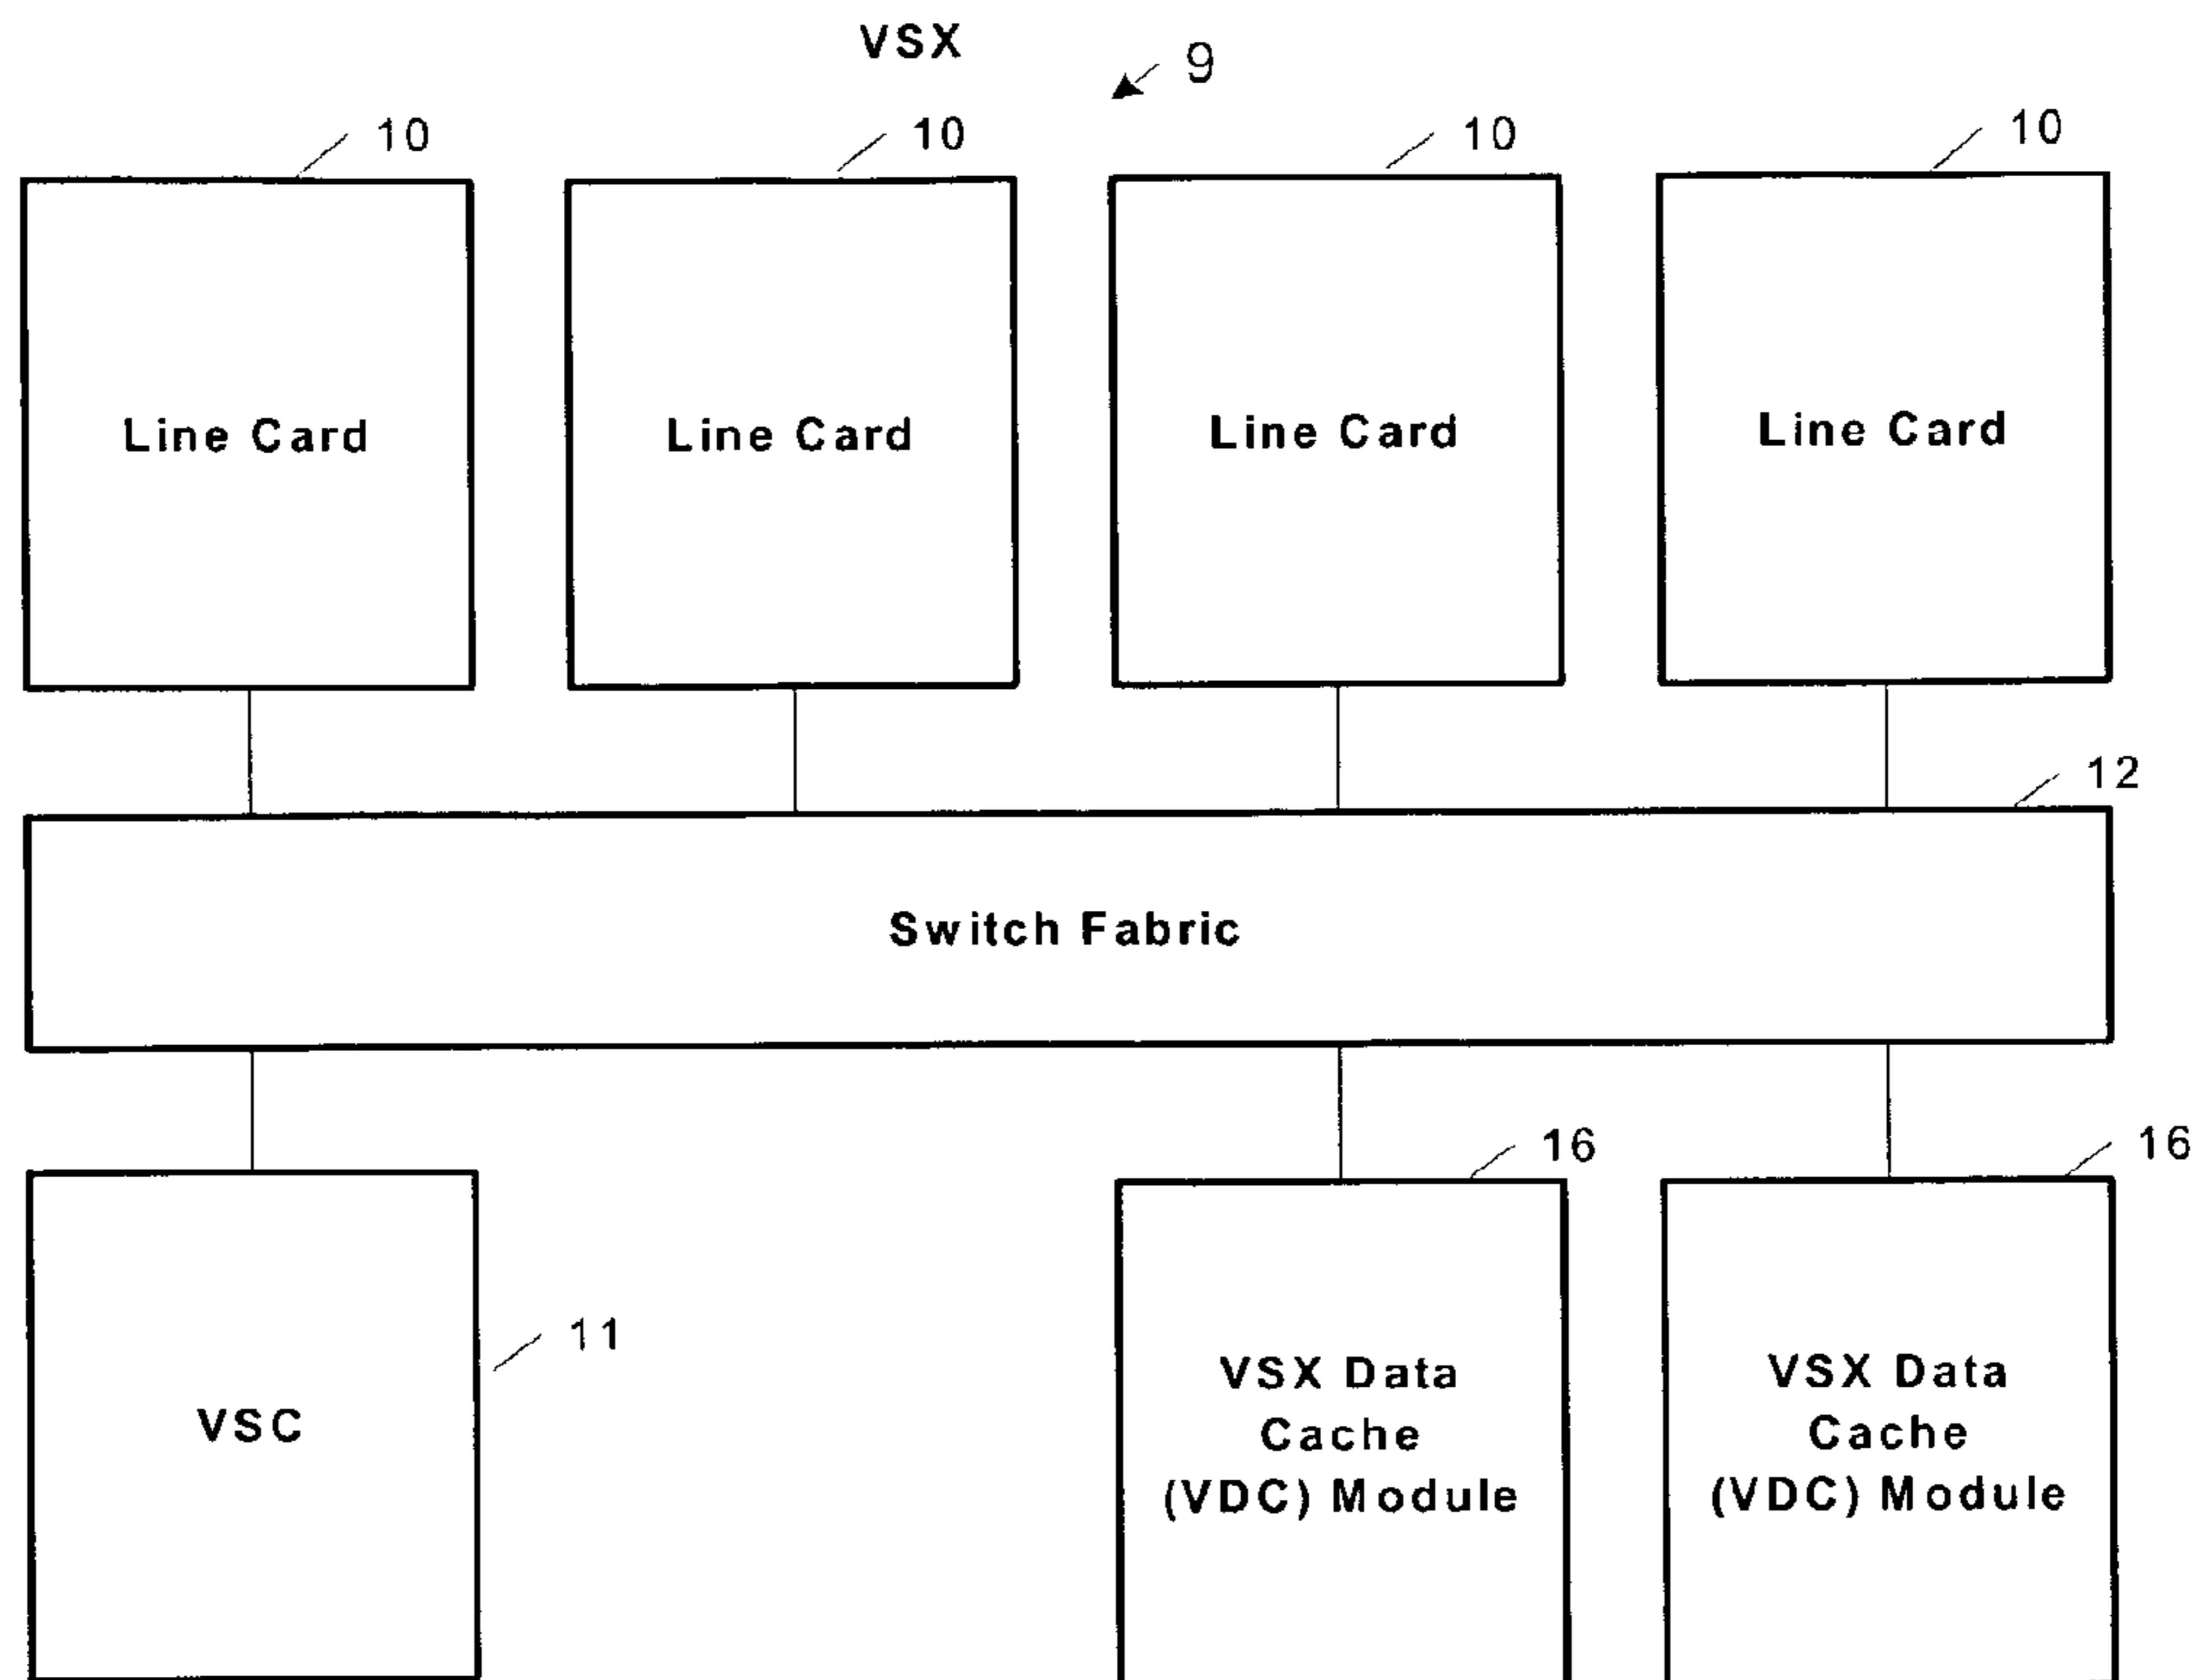 VSX
9
10
10
10
10
Line Card
Line Card
Line Card
Line Card
12
Switch Fabric
16
16
11
VSC
VSX Data
Cache
(VDC) Module
VSX Data
Cache
(VDC) Module